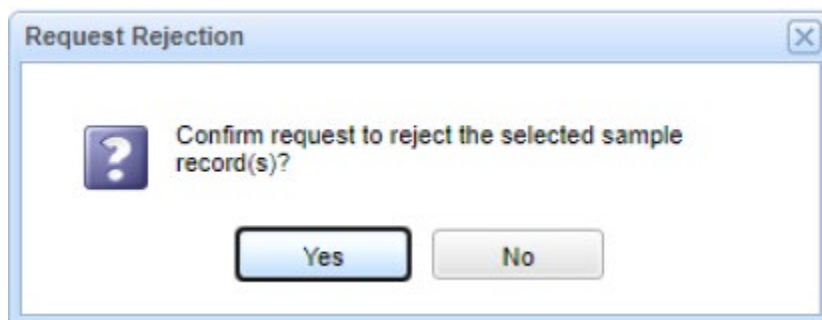 Request Rejection
Confirm request to reject the selected sample
record(s)?
Yes
No